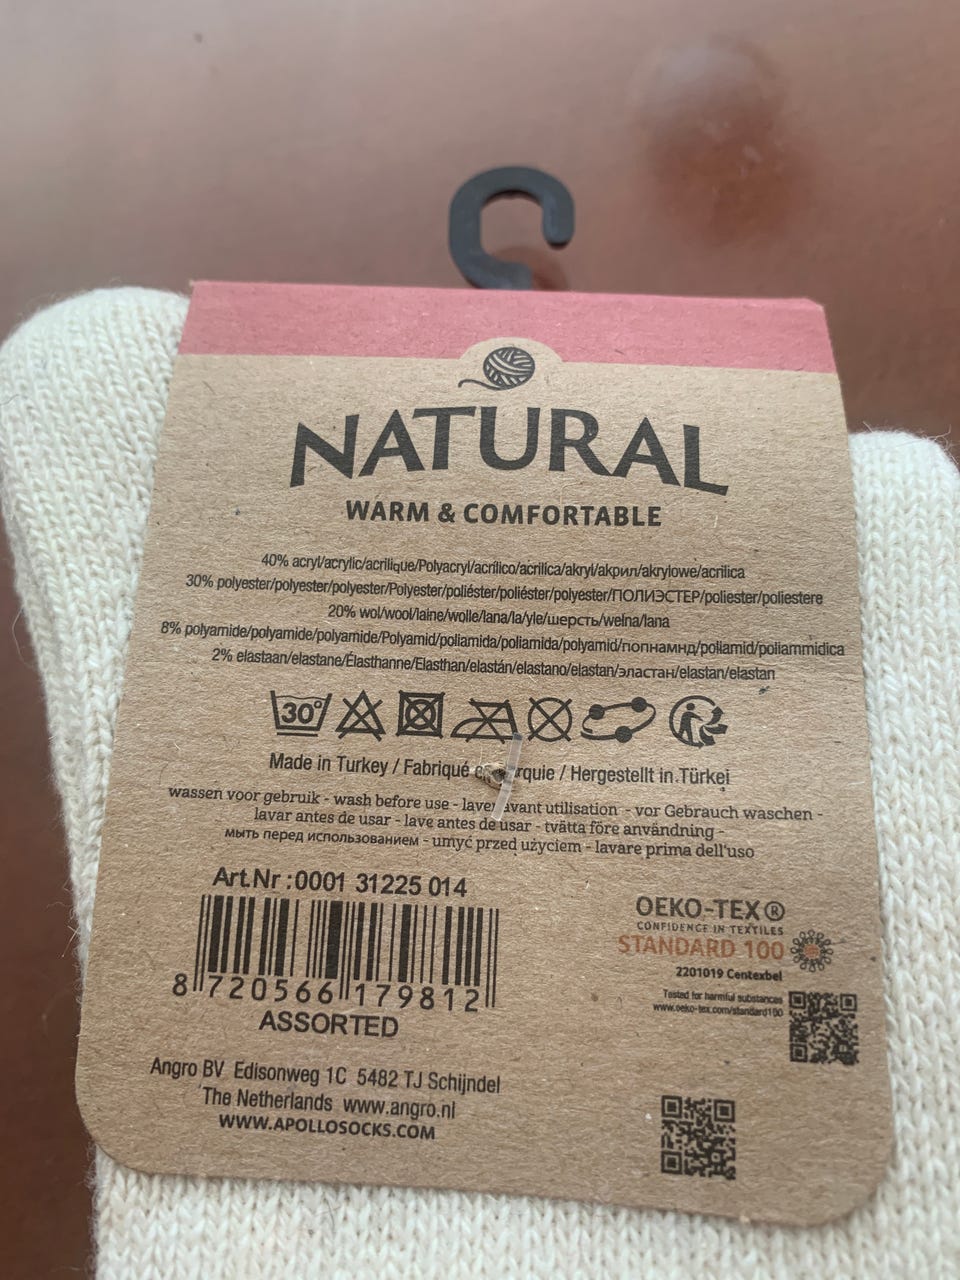 NATURAL
WARM & COMFORTABLE
40% acryl/acrylic/acrilique/Polyacryl/acrílico/acrilica/akryl/акрил/akrylowe/acrilica
30% polyester/polyester/polyester/Polyester/poliéster/poliéster/polyester/ПОЛИЭСТЕР/poliester/poliestere
20% wol/wool/laine/wolle/lana/la/yle/шерсть/welna/lana
8% polyamide/polyamide/polyamide/Polyamid/poliamida/poliamida/polyamid/попнамнд/poliamid/poliammidica
2% elastaan/elastane/Élasthanne/Elasthan/elastán/elastano/elastan/эластан/elastan/elastan
30°
Made in Turkey / Fabriqué / Hergestellt in Türkei
wassen voor gebruik - wash before use - laver avant utilisation - vor Gebrauch waschen -
lavar antes de usar - lave antes de usar - tvätta före användning -
мыть перед использованием - umyć przed użyciem - lavare prima dell'uso
Art.Nr :0001 31225 014
8 720566 179812
ASSORTED
OEKO-TEX®
CONFIDENCE IN TEXTILES
STANDARD 100
2201019 Centexbel
Tested for harmful substances
www.oeko-tex.com/standard100
Angro BV Edisonweg 1C 5482 TJ Schijndel
The Netherlands www.angro.nl
WWW.APOLLOSOCKS.COM